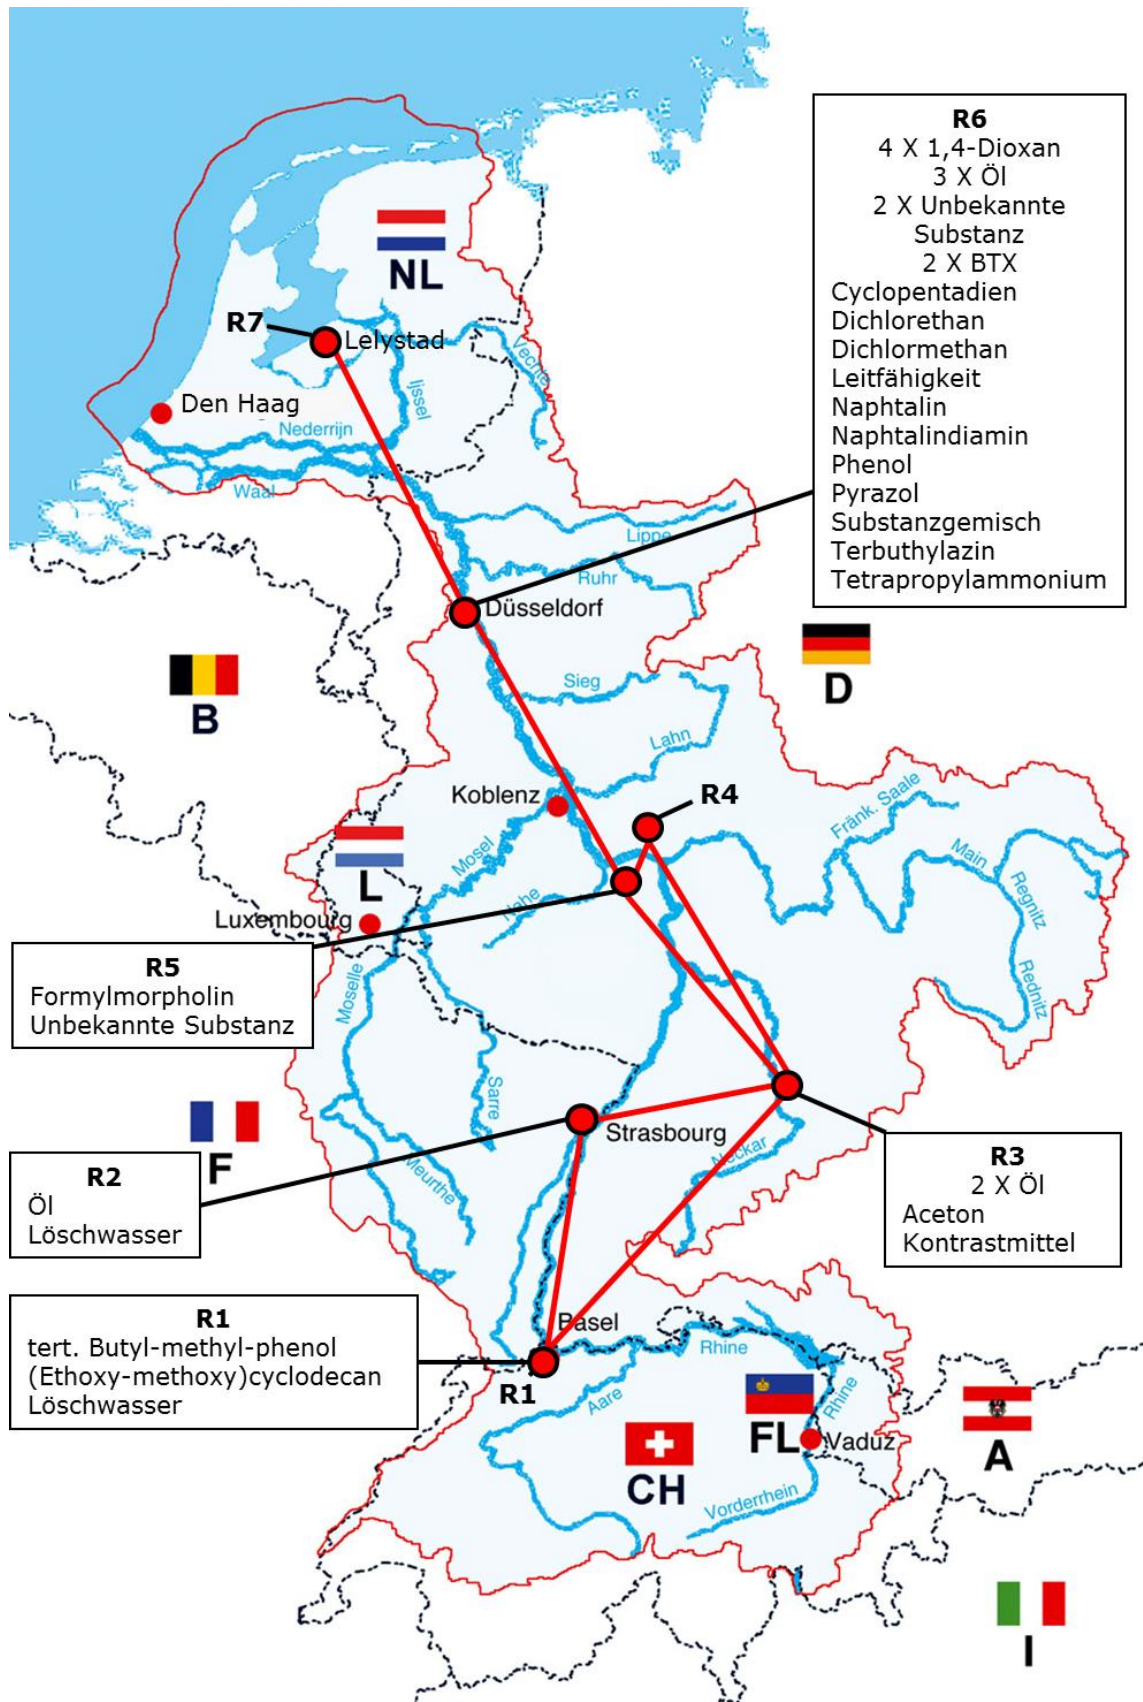 R6
4 X 1,4-Dioxan
3 X Öl
2 X Unbekannte
Substanz
2 X BTX
Cyclopentadien
Dichlorethan
Dichlormethan
Leitfähigkeit
Naphtalin
Naphtalindiamin
Phenol
Pyrazol
Substanzgemisch
Terbuthylazin
Tetrapropylammonium
NL
R7
Lelystad
Vechte
Ijssel
Den Haag
Nederrijn
Waal
Lippe
Ruhr
Düsseldorf
D
B
Sieg
Lahn
Koblenz
R4
Fränk. Saale
Mosel
Main
Regnitz
L
Nahe
Luxembourg
R5
Formylmorpholin
Unbekannte Substanz
Moselle
Rednitz
Sarre
Strasbourg
F
Meurthe
Neckar
R2
Öl
Löschwasser
R3
2 X Öl
Aceton
Kontrastmittel
R1
tert. Butyl-methyl-phenol
(Ethoxy-methoxy)cyclodecan
Löschwasser
Basel
Rhine
R1
Aare
Rhine
FL
Vaduz
A
CH
Vorderrhein
I